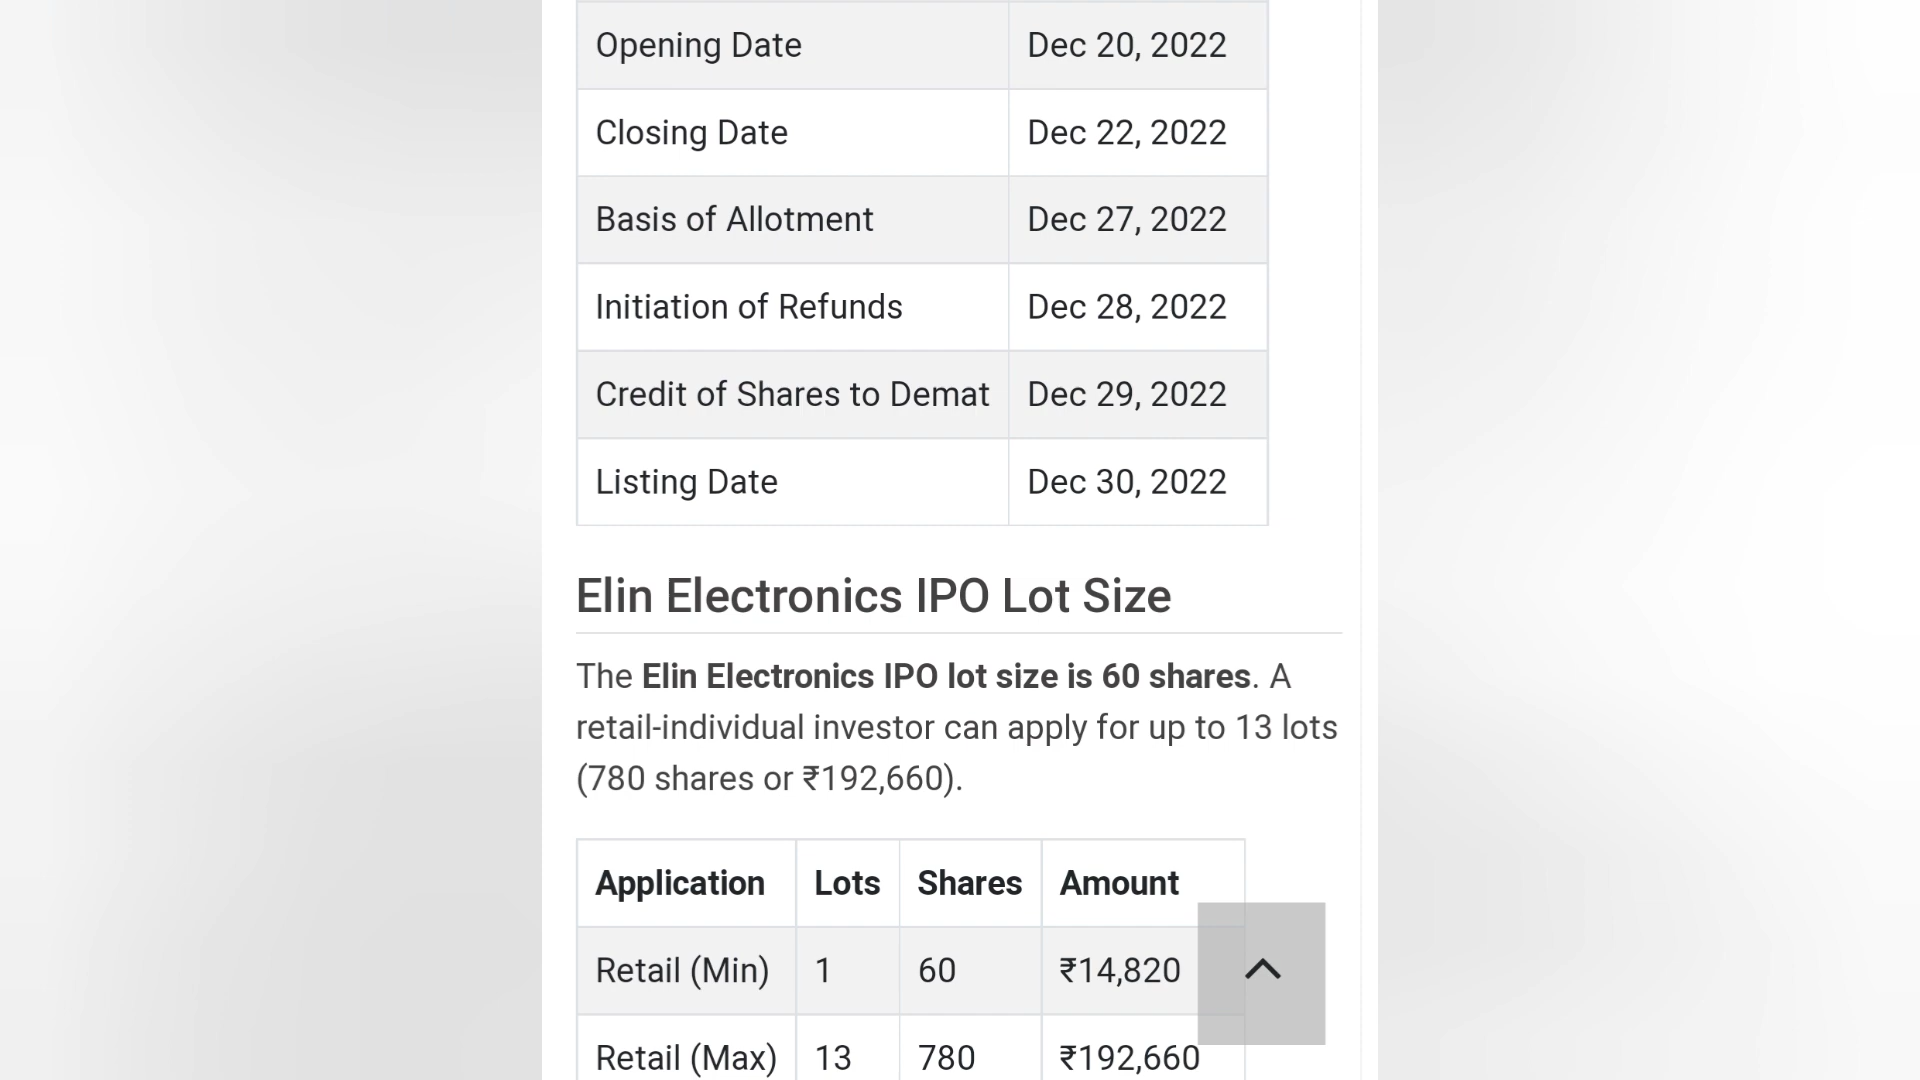 Opening Date Dec 20, 2022
Closing Date Dec 22, 2022
Basis of Allotment Dec 27, 2022
Initiation of Refunds Dec 28, 2022
Credit of Shares to Demat Dec 29, 2022
Listing Date Dec 30, 2022
Elin Electronics IPO Lot Size
The Elin Electronics IPO lot size is 60 shares. A
retail-individual investor can apply for up to 13 lots
(780 shares or ₹192,660).
Application Lots Shares Amount
Retail (Min) 1 60 ₹14,820
Retail (Max) 13 780 ₹192,660